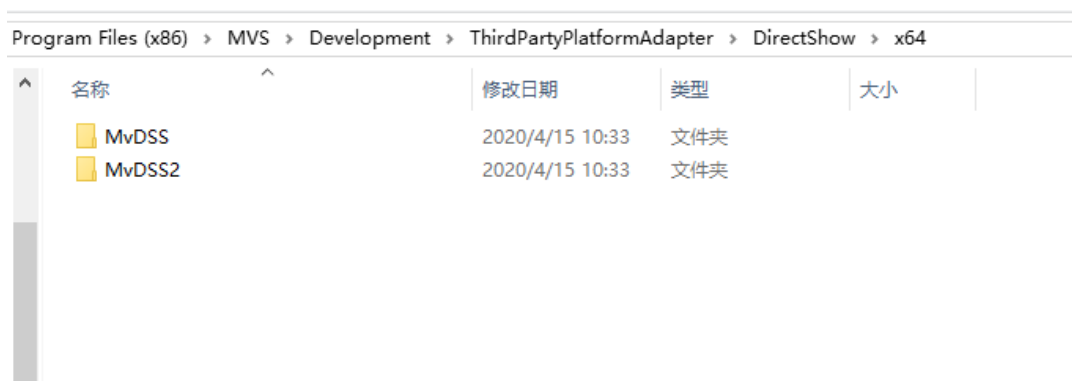 Program Files (x86) > MVS > Development > ThirdPartyPlatformAdapter > DirectShow > x64
名称 修改日期 类型 大小
MvDSS 2020/4/15 10:33 文件夹
MvDSS2 2020/4/15 10:33 文件夹